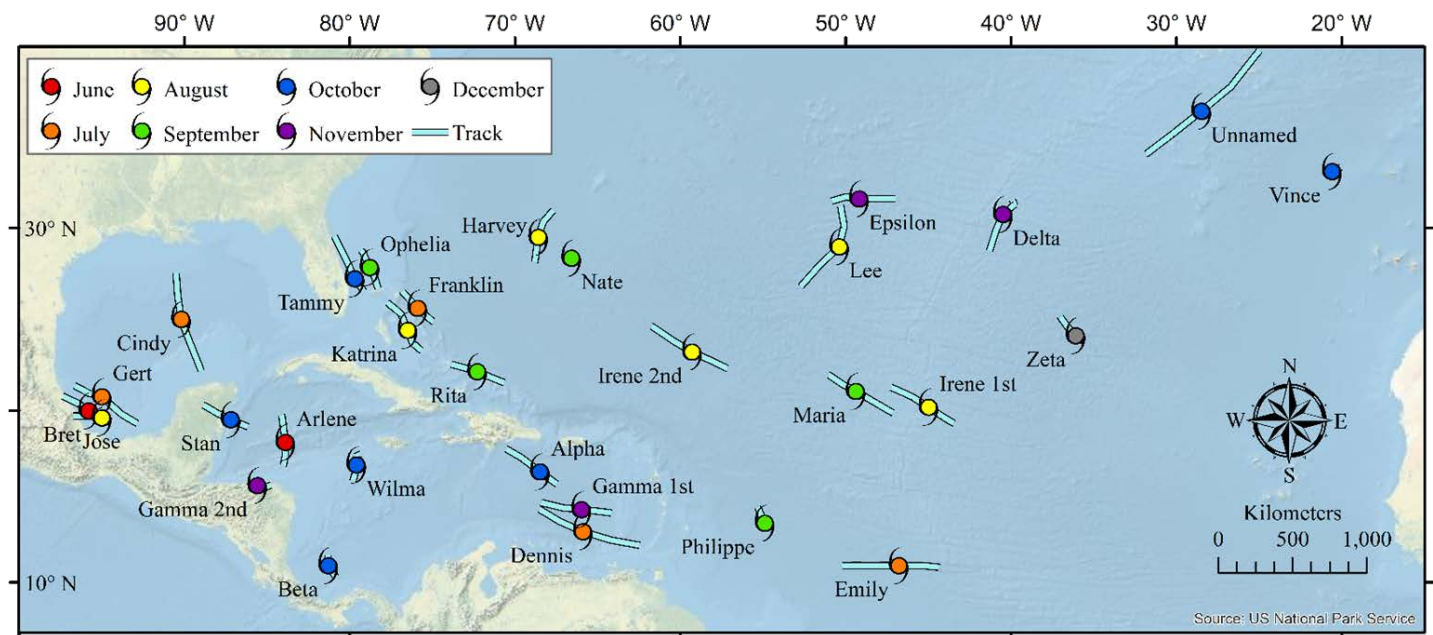 90° W 80° W 70° W 60° W 50° W 40° W 30° W 20° W
June August October December
July September November Track
Unnamed
Vince
Harvey
Epsilon
30° N
Delta
Ophelia
Lee
Nate
Franklin
Tammy
Cindy
Katrina
Zeta
Gert
Irene 2nd
N
Rita
Irene 1st
Maria
Arlene
W E
Bret
Jose
Stan
Alpha
S
Wilma
Gamma 1st
Gamma 2nd
Kilometers
Dennis
Philippe
0 500 1,000
10° N
Beta
Emily
Source: US National Park Service